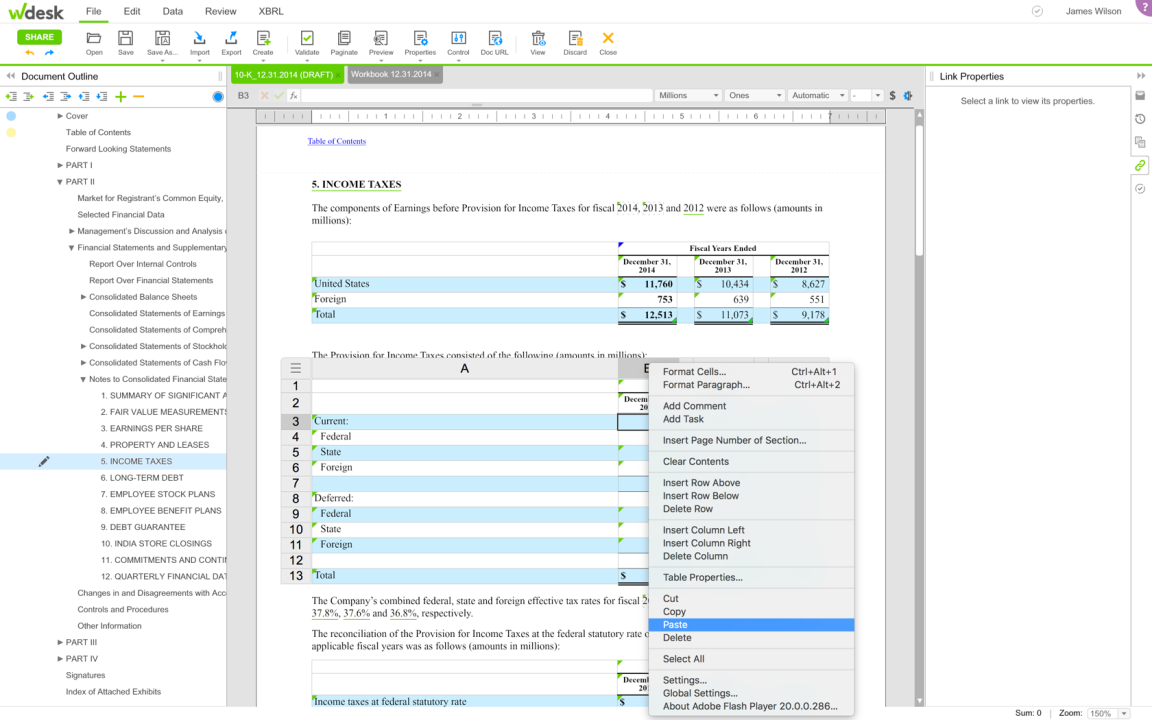 wdesk File Edit Data Review XBRL James Wilson ?
SHARE
Open Save Save As... Import Export Create Validate Paginate Preview Properties Control Doc URL View Discard Close
Document Outline
10-K_12.31.2014 (DRAFT) × Workbook 12.31.2014 ×
Link Properties
B3 fx Millions Ones Automatic - $
Select a link to view its properties.
1 2 3 4 5 6 7
Cover
Table of Contents
Forward Looking Statements
PART I
PART II
Market for Registrant's Common Equity,
Selected Financial Data
Management's Discussion and Analysis
Financial Statements and Supplementary
Report Over Internal Controls
Report Over Financial Statements
Consolidated Balance Sheets
Consolidated Statements of Earnings
Consolidated Statements of Compreh
Consolidated Statements of Stockhold
Consolidated Statements of Cash Flo
Notes to Consolidated Financial State
1. SUMMARY OF SIGNIFICANT A
2. FAIR VALUE MEASUREMENTS
3. EARNINGS PER SHARE
4. PROPERTY AND LEASES
5. INCOME TAXES
6. LONG-TERM DEBT
7. EMPLOYEE STOCK PLANS
8. EMPLOYEE BENEFIT PLANS
9. DEBT GUARANTEE
10. INDIA STORE CLOSINGS
11. COMMITMENTS AND CONTI
12. QUARTERLY FINANCIAL DAT
Changes in and Disagreements with Acc
Controls and Procedures
Other Information
PART III
PART IV
Signatures
Index of Attached Exhibits
Table of Contents
5. INCOME TAXES
The components of Earnings before Provision for Income Taxes for fiscal 2014, 2013 and 2012 were as follows (amounts in
millions):
Fiscal Years Ended
December 31, December 31, December 31,
2014 2013 2012
United States $ 11,760 $ 10,434 $ 8,627
Foreign 753 639 551
Total $ 12,513 $ 11,073 $ 9,178
The Provision for Income Taxes consisted of the following (amounts in millions):
A
1
2 Decem
20
3 Current:
4 Federal
5 State
6 Foreign
7
8 Deferred:
9 Federal
10 State
11 Foreign
12
13 Total $
The Company's combined federal, state and foreign effective tax rates for fiscal
37.8%, 37.6% and 36.8%, respectively.
The reconciliation of the Provision for Income Taxes at the federal statutory rate
applicable fiscal years was as follows (amounts in millions):
Decem
20
Income taxes at federal statutory rate $
Format Cells... Ctrl+Alt+1
Format Paragraph... Ctrl+Alt+2
Add Comment
Add Task
Insert Page Number of Section...
Clear Contents
Insert Row Above
Insert Row Below
Delete Row
Insert Column Left
Insert Column Right
Delete Column
Table Properties...
Cut
Copy
Paste
Delete
Select All
Settings...
Global Settings...
About Adobe Flash Player 20.0.0.286...
Sum: 0 Zoom: 150%